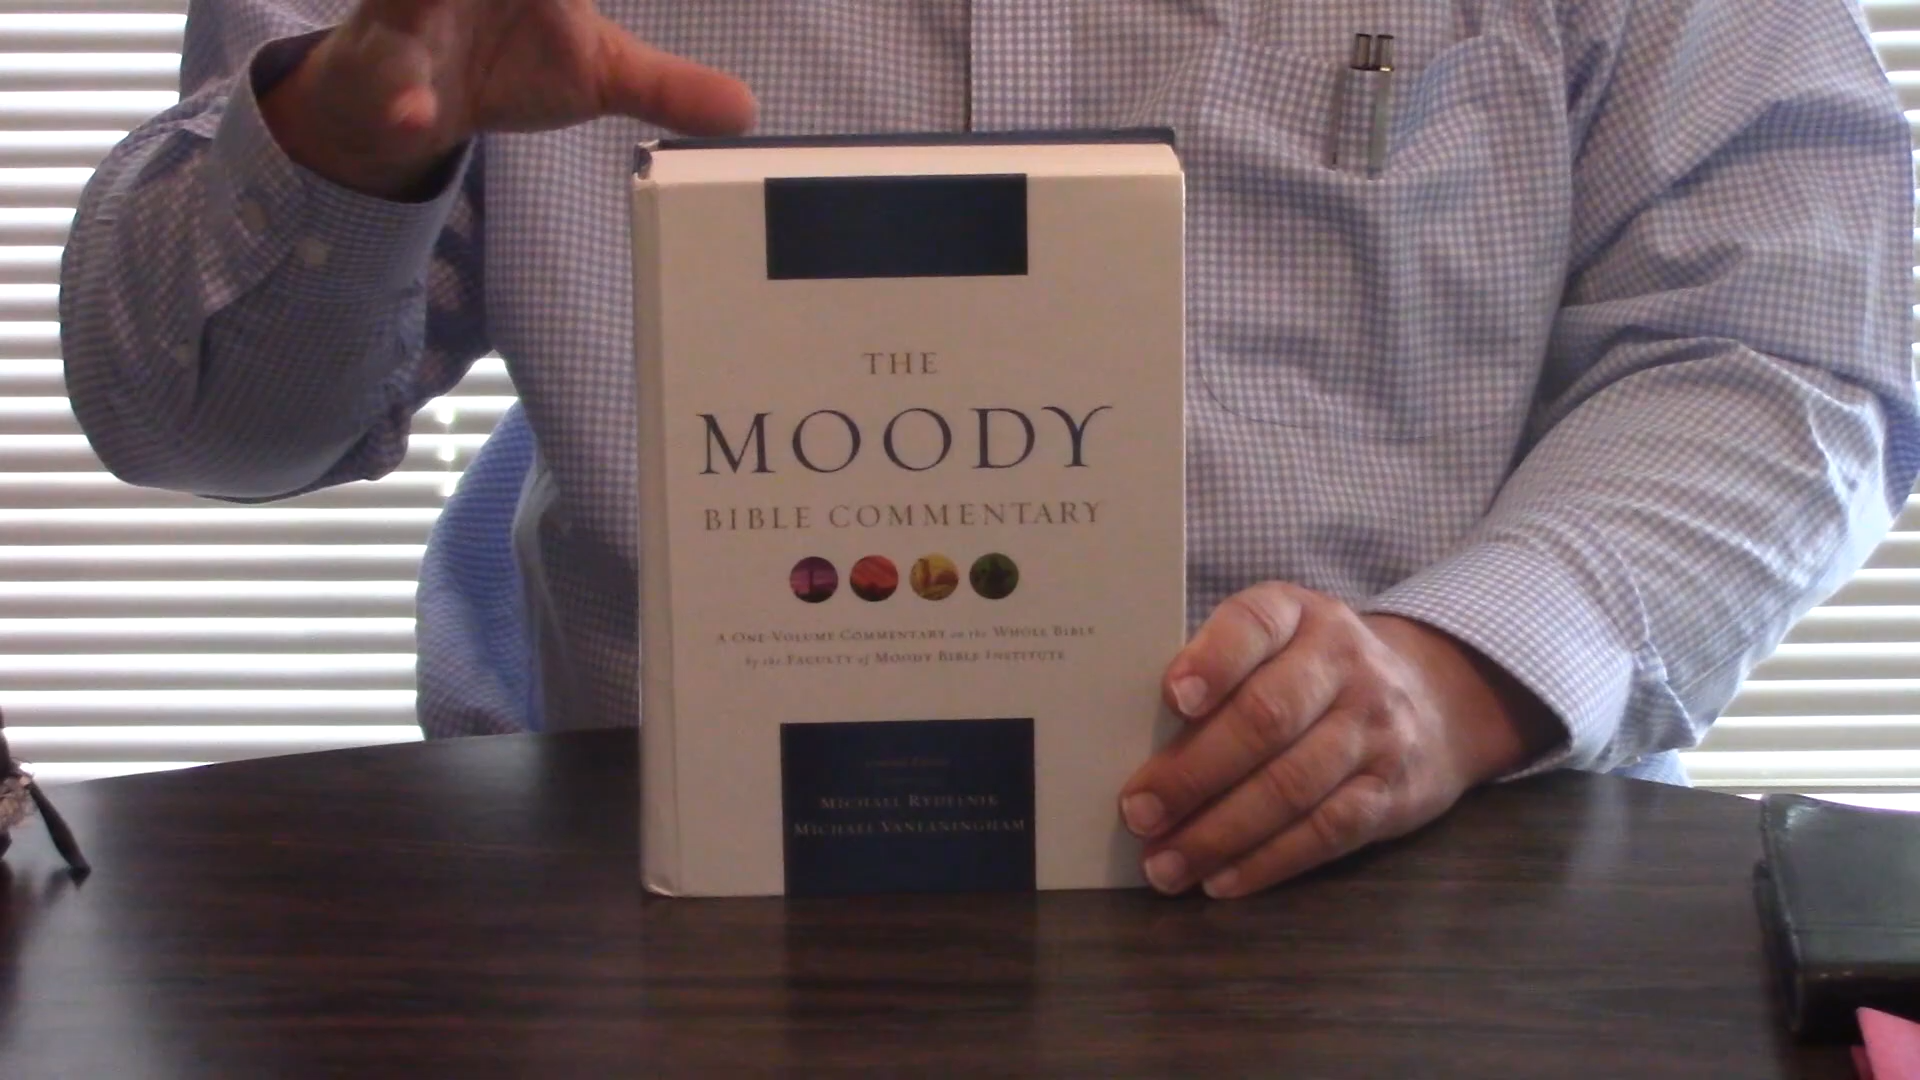 THE
MOODY
BIBLE COMMENTARY
A ONE-VOLUME COMMENTARY on the WHOLE BIBLE
by the FACULTY of MOODY BIBLE INSTITUTE
MICHAEL RYDELNIK
MICHAEL VANLANINGHAM